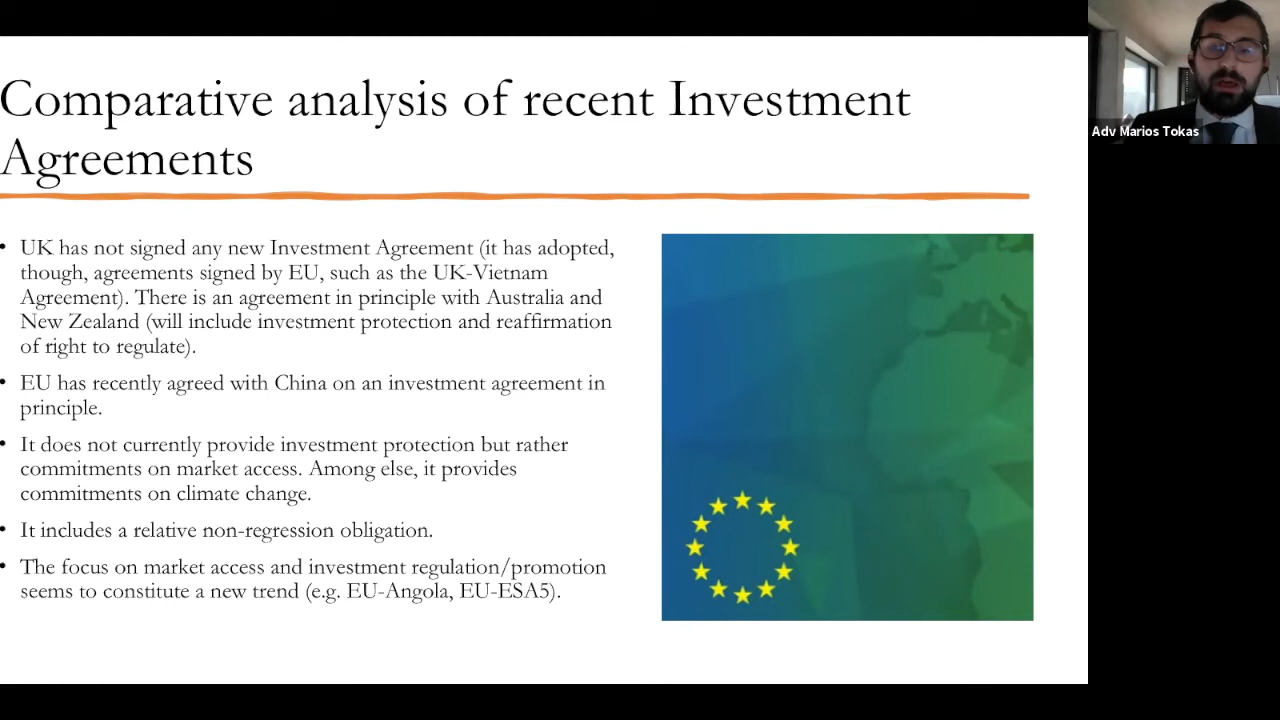 Comparative analysis of recent Investment
Agreements
• UK has not signed any new Investment Agreement (it has adopted,
though, agreements signed by EU, such as the UK-Vietnam
Agreement). There is an agreement in principle with Australia and
New Zealand (will include investment protection and reaffirmation
of right to regulate).
• EU has recently agreed with China on an investment agreement in
principle.
• It does not currently provide investment protection but rather
commitments on market access. Among else, it provides
commitments on climate change.
• It includes a relative non-regression obligation.
• The focus on market access and investment regulation/promotion
seems to constitute a new trend (e.g. EU-Angola, EU-ESA5).
Adv Marios Tokas